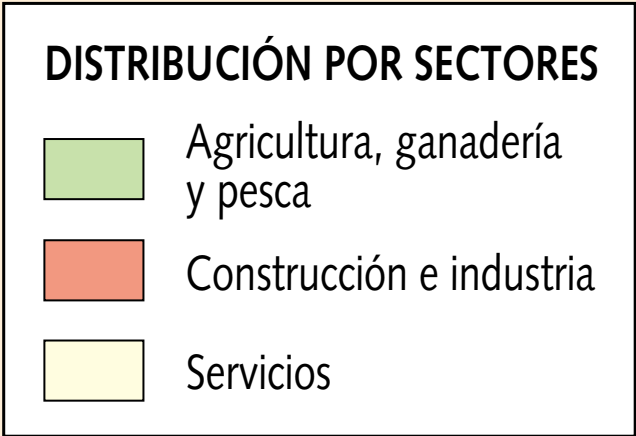 DISTRIBUCIÓN POR SECTORES
Agricultura, ganadería
y pesca
Construcción e industria
Servicios